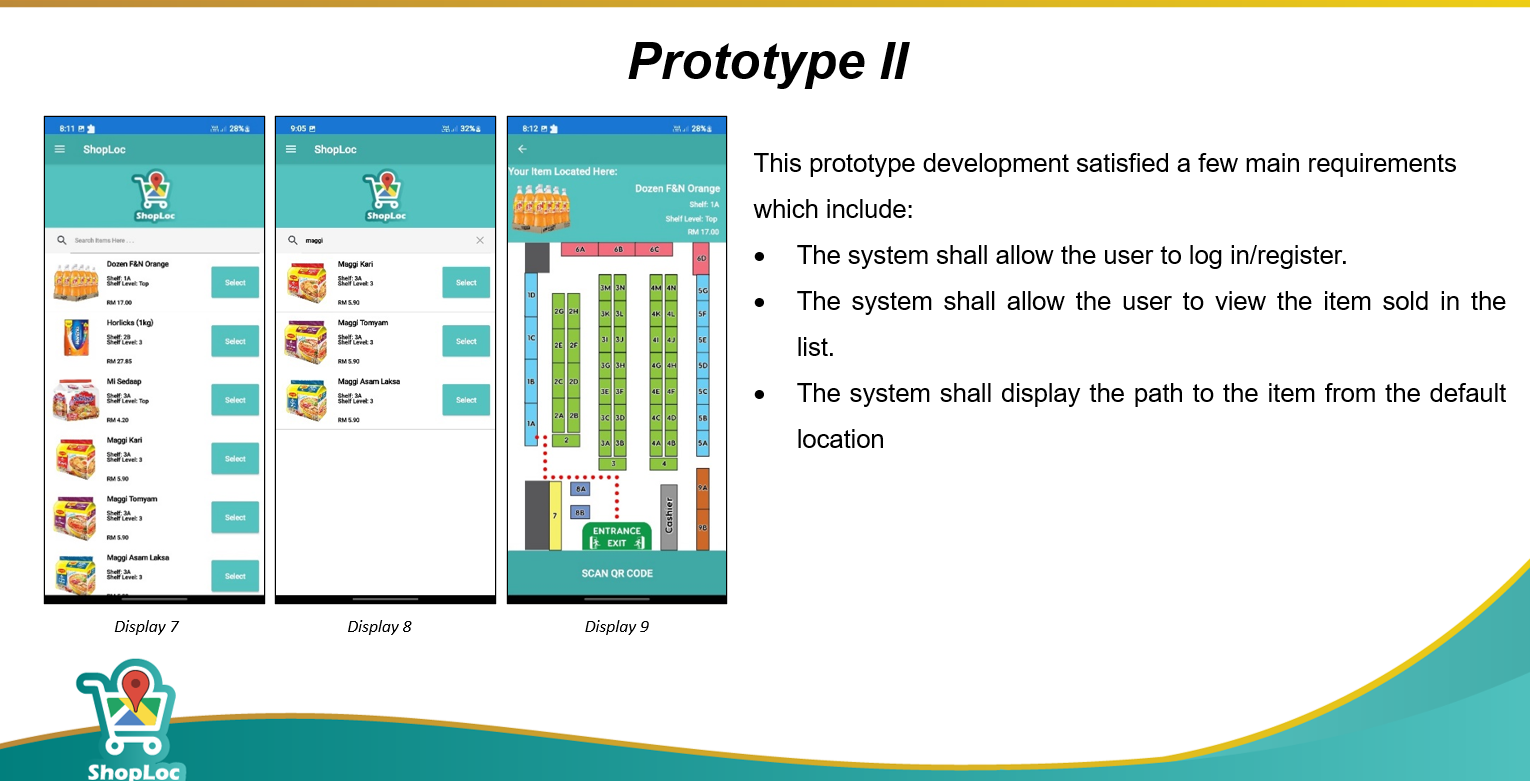 Prototype II
8:11
28%
ShopLoc
ShopLoc
Search Items Here . . .
Dozen F&N Orange
Shelf: 1A
Shelf Level: Top
RM 17.00
Select
Horlicks (1kg)
Shelf: 2B
Shelf Level: 3
RM 27.85
Select
Mi Sedaap
Shelf: 3A
Shelf Level: Top
RM 4.20
Select
Maggi Kari
Shelf: 3A
Shelf Level: 3
RM 5.90
Select
Maggi Tomyam
Shelf: 3A
Shelf Level: 3
RM 5.90
Select
Maggi Asam Laksa
Shelf: 3A
Shelf Level: 3
Select
Display 7
9:05
32%
ShopLoc
ShopLoc
maggi
Maggi Kari
Shelf: 3A
Shelf Level: 3
RM 5.90
Select
Maggi Tomyam
Shelf: 3A
Shelf Level: 3
RM 5.90
Select
Maggi Asam Laksa
Shelf: 3A
Shelf Level: 3
RM 5.90
Select
Display 8
8:12
28%
Your Item Located Here:
Dozen F&N Orange
Shelf: 1A
Shelf Level: Top
RM 17.00
6A 6B 6C
6D
1D
1C
1B
1A
2G 2H
2E 2F
2C 2D
2A 2B
2
3M 3N
3K 3L
3I 3J
3G 3H
3E 3F
3C 3D
3A 3B
3
4M 4N
4K 4L
4I 4J
4G 4H
4E 4F
4C 4D
4A 4B
4
5G
5F
5E
5D
5C
5B
5A
7
8A
8B
ENTRANCE
EXIT
Cashier
9A
9B
SCAN QR CODE
Display 9
This prototype development satisfied a few main requirements
which include:
• The system shall allow the user to log in/register.
• The system shall allow the user to view the item sold in the
list.
• The system shall display the path to the item from the default
location
ShopLoc